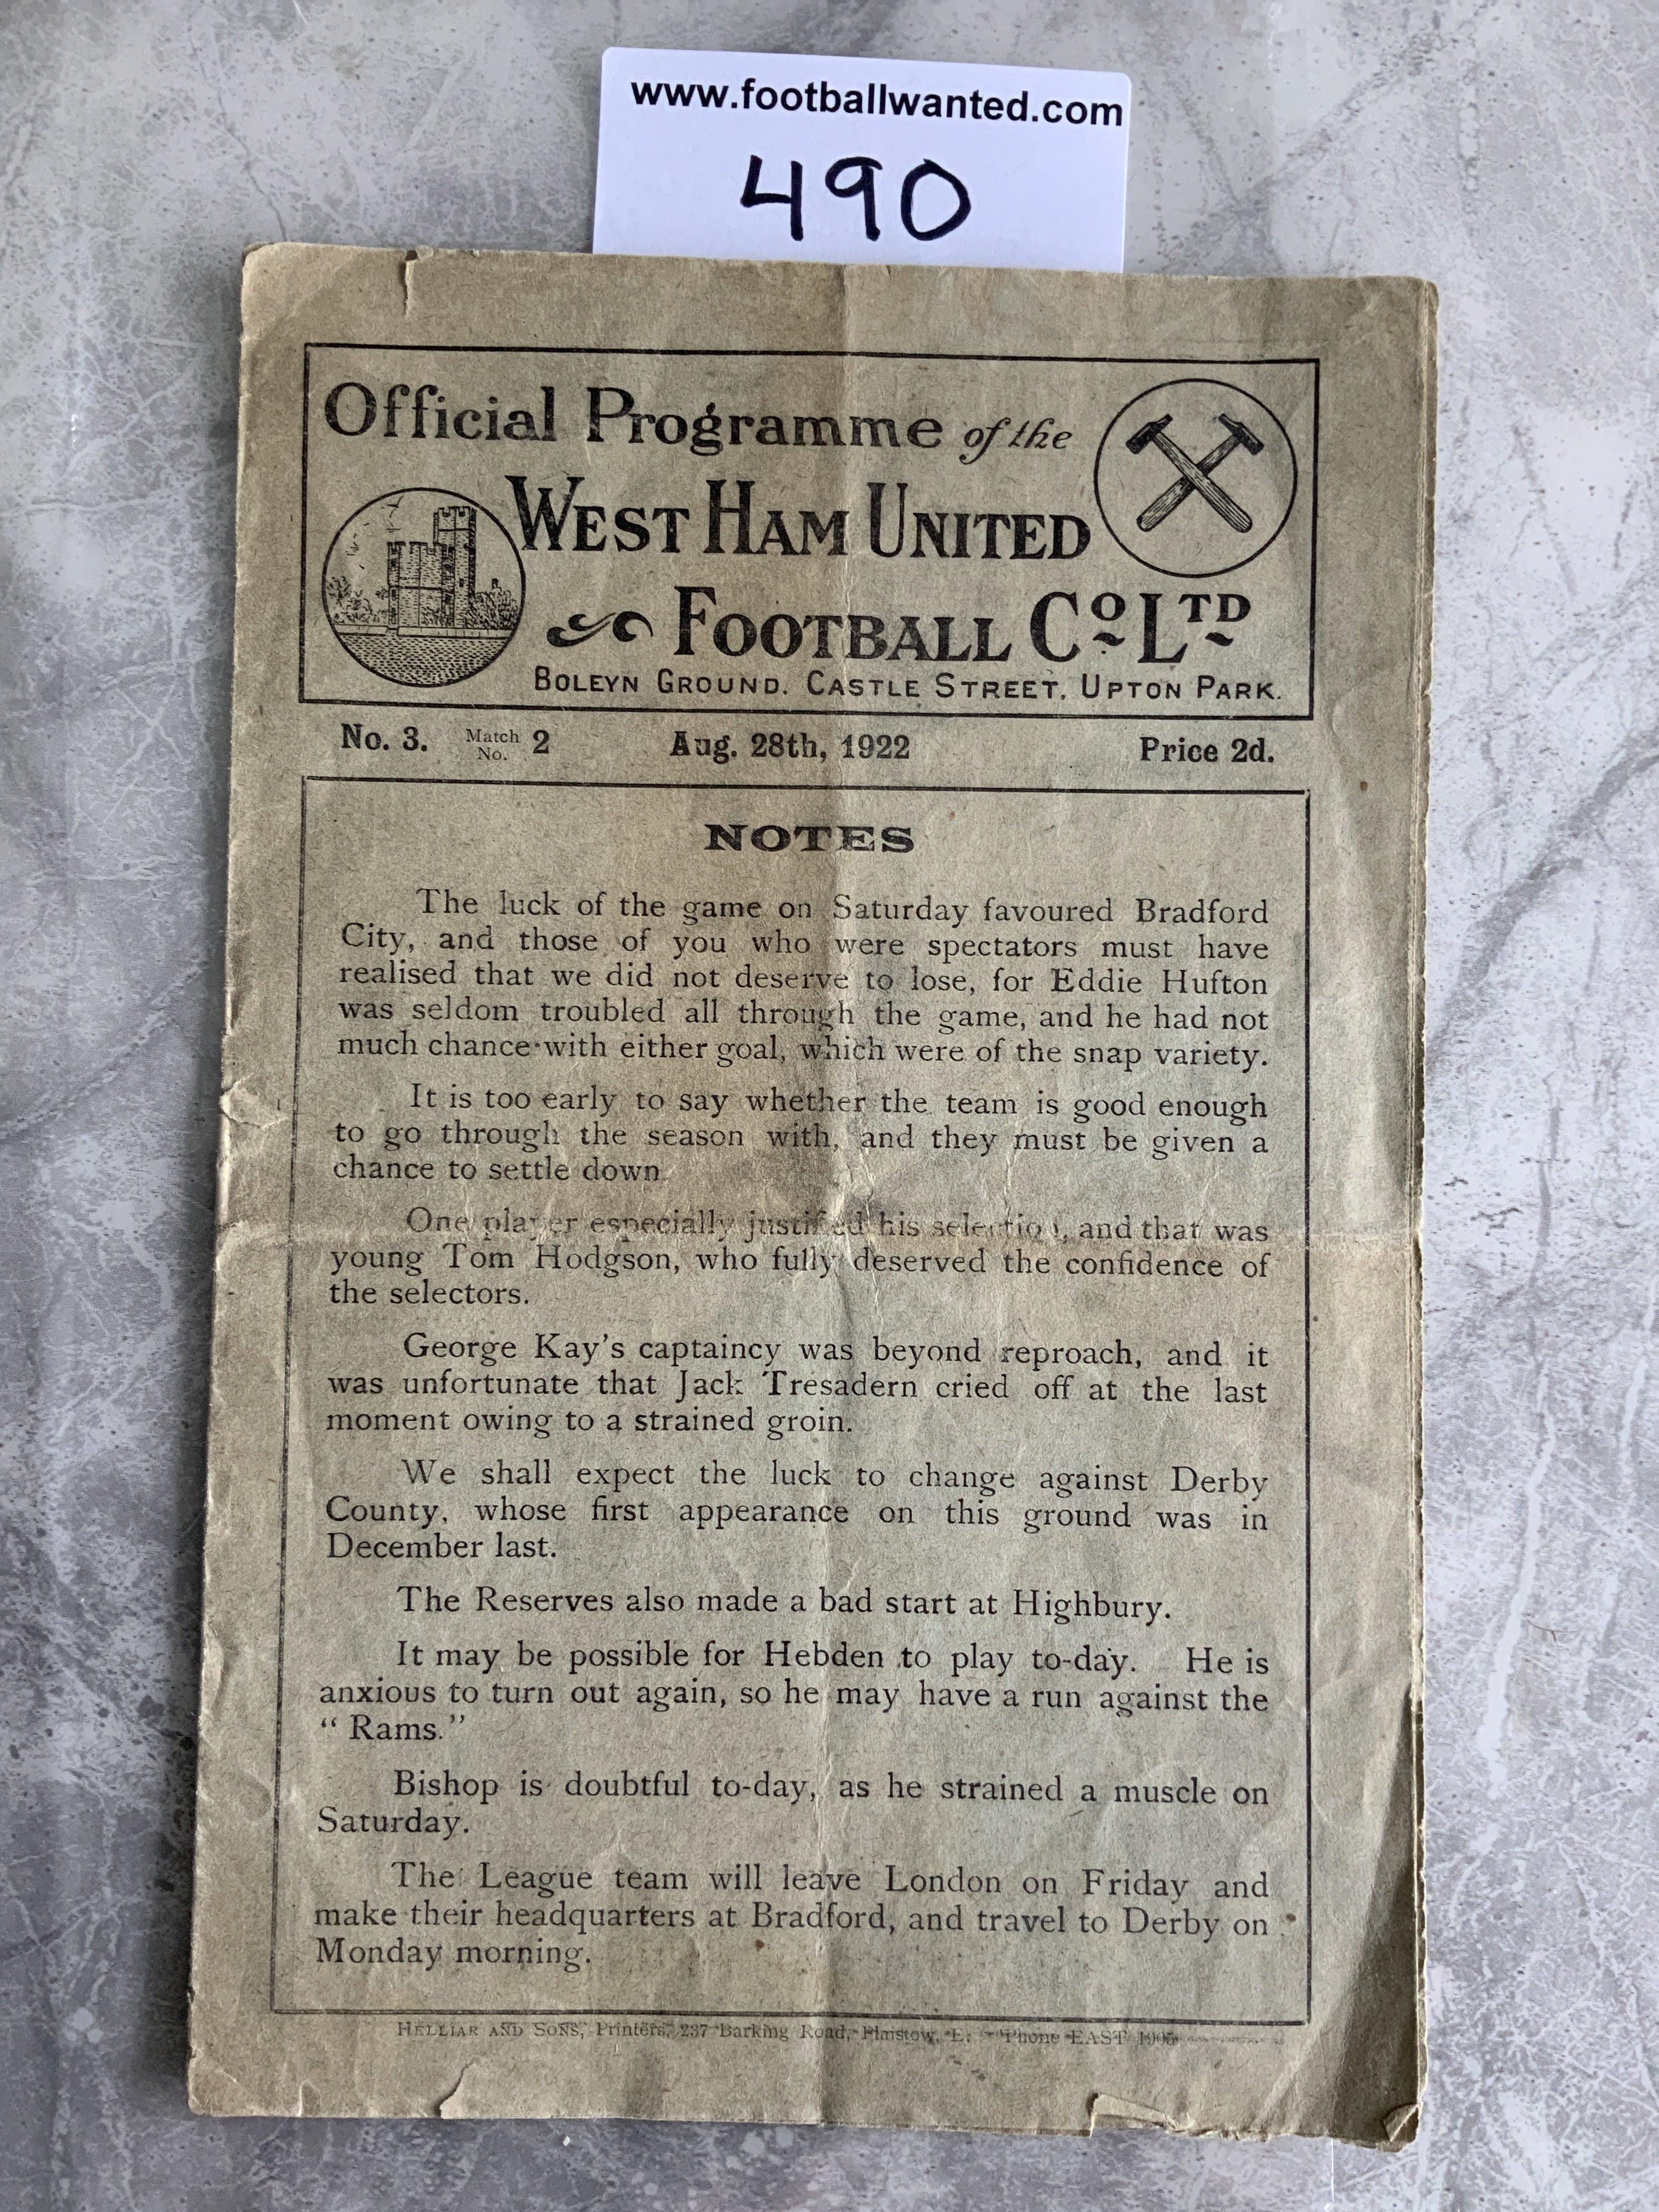 www.footballwanted.com
490
Official Programme of the
WEST HAM UNITED
FOOTBALL Co LTD
BOLEYN GROUND. CASTLE STREET, UPTON PARK.
No. 3. Match No. 2 Aug. 28th, 1922 Price 2d.
NOTES
The luck of the game on Saturday favoured Bradford
City, and those of you who were spectators must have
realised that we did not deserve to lose, for Eddie Hufton
was seldom troubled all through the game, and he had not
much chance with either goal, which were of the snap variety.
It is too early to say whether the team is good enough
to go through the season with, and they must be given a
chance to settle down.
One player especially justified his selection, and that was
young Tom Hodgson, who fully deserved the confidence of
the selectors.
George Kay's captaincy was beyond reproach, and it
was unfortunate that Jack Tresadern cried off at the last
moment owing to a strained groin.
We shall expect the luck to change against Derby
County, whose first appearance on this ground was in
December last.
The Reserves also made a bad start at Highbury.
It may be possible for Hebden to play to-day. He is
anxious to turn out again, so he may have a run against the
" Rams."
Bishop is doubtful to-day, as he strained a muscle on
Saturday.
The League team will leave London on Friday and
make their headquarters at Bradford, and travel to Derby on
Monday morning.
HELLIAR AND SONS, Printers, 237 Barking Road, Plaistow, E. 'Phone EAST